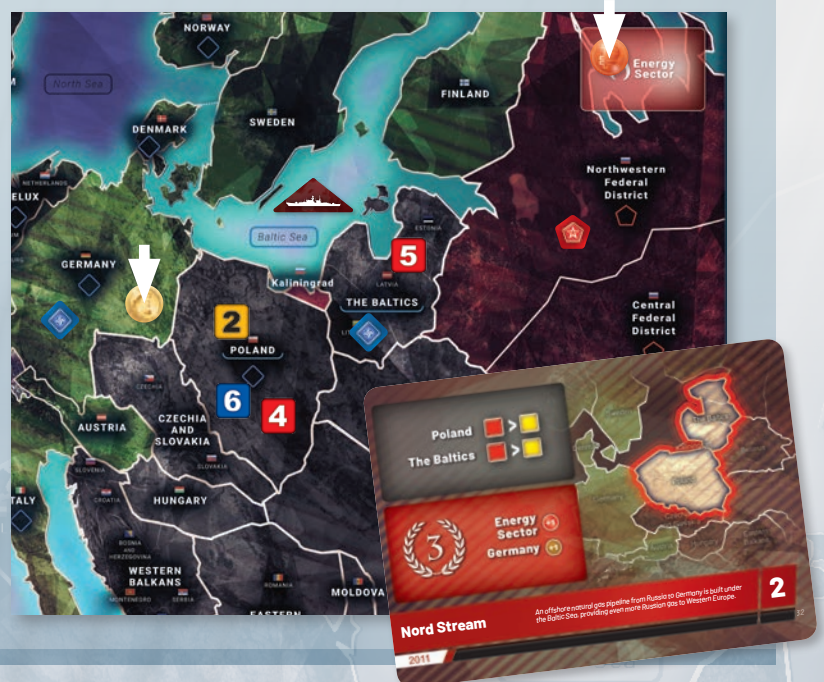 NORWAY
North Sea
Energy
Sector
FINLAND
SWEDEN
DENMARK
NETHERLANDS
ELUX
Northwestern
Federal
District
ESTONIA
Baltic Sea
5
GERMANY
LATVIA
Kaliningrad
THE BALTICS
Central
Federal
District
2
POLAND
6
4
CZECHIA
CZECHIA
AND
SLOVAKIA
AUSTRIA
SLOVENIA
SLOVAKIA
CROATIA
HUNGARY
TALY
BOSNIA
AND
HERZEGOVINA
WESTERN
BALKANS
MONTENEGRO
SERBIA
ROMANIA
MOLDOVA
EASTERN
Poland >
The Baltics >
3
Energy
Sector +1
Germany +1
Nord Stream
An offshore natural gas pipeline from Russia to Germany is built under
the Baltic Sea, providing even more Russian gas to Western Europe.
2
32
2011